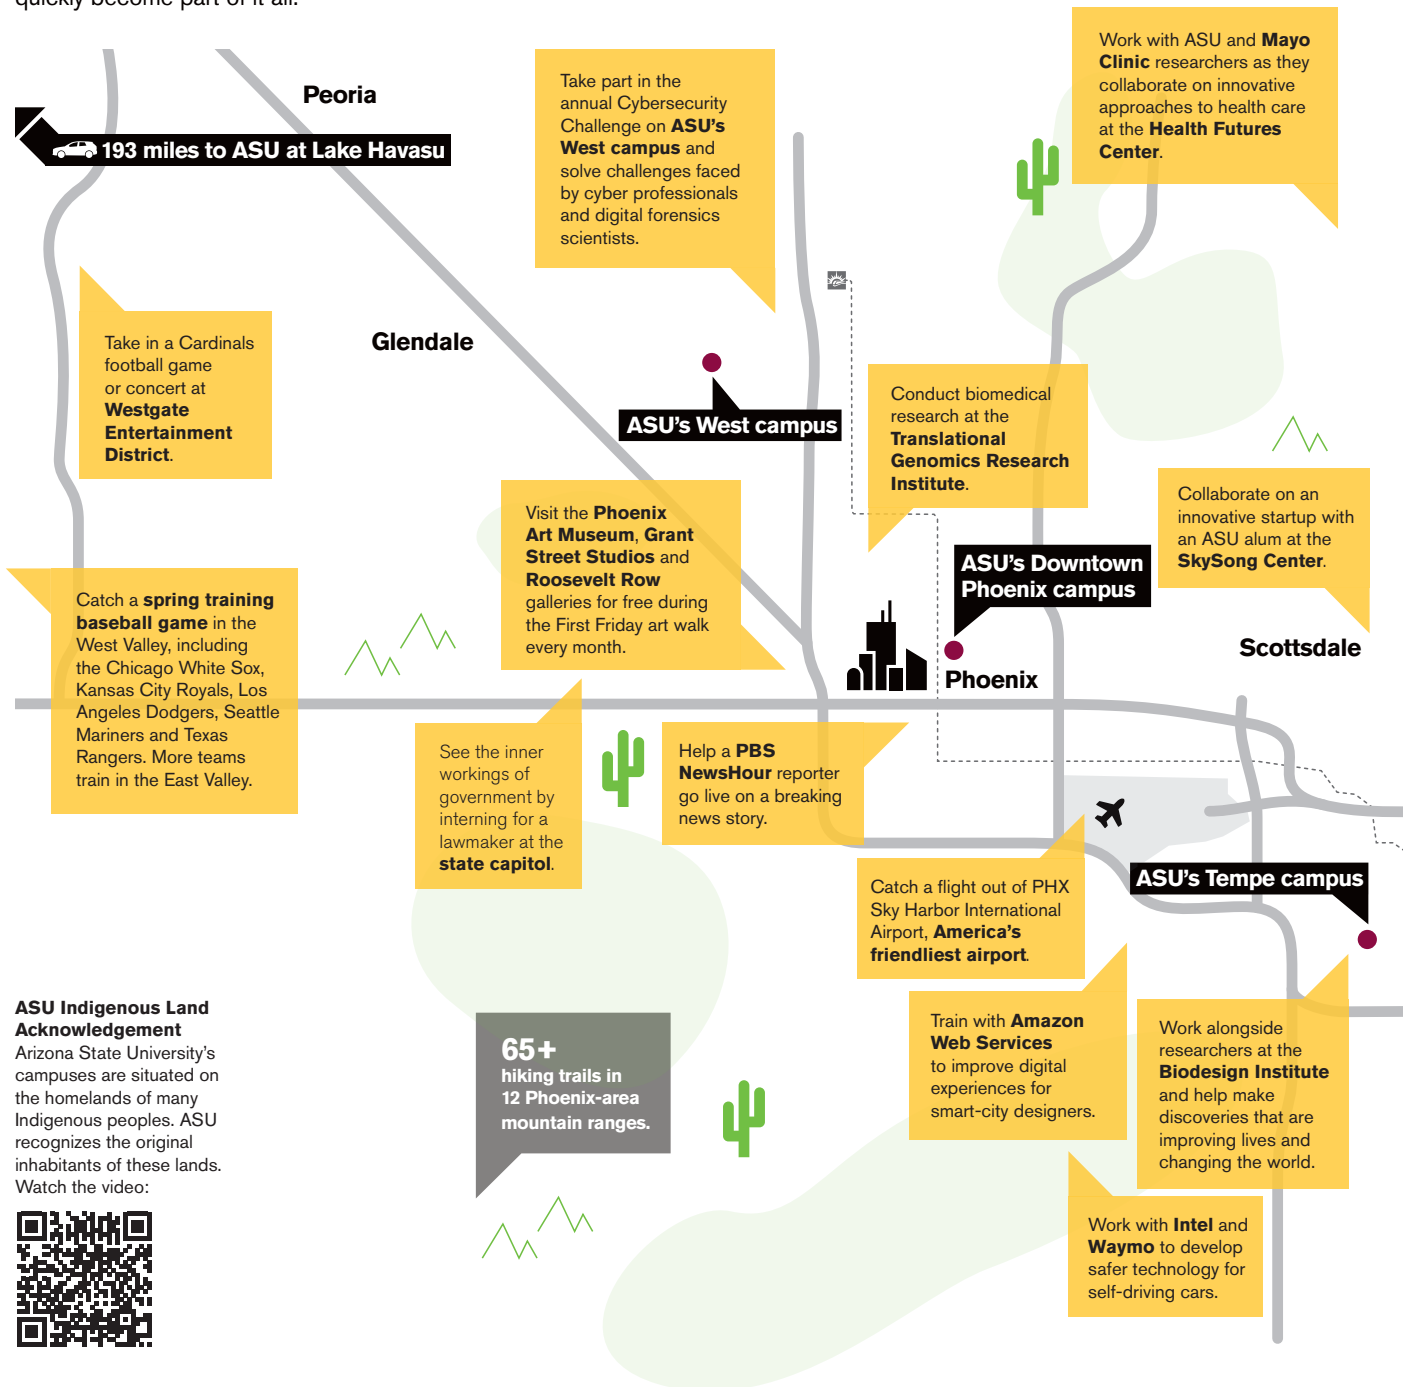 quickly become part of it all.
Peoria
193 miles to ASU at Lake Havasu
Take part in the
annual Cybersecurity
Challenge on ASU's
West campus and
solve challenges faced
by cyber professionals
and digital forensics
scientists.
Work with ASU and Mayo
Clinic researchers as they
collaborate on innovative
approaches to health care
at the Health Futures
Center.
Take in a Cardinals
football game
or concert at
Westgate
Entertainment
District.
Glendale
ASU's West campus
Conduct biomedical
research at the
Translational
Genomics Research
Institute.
Collaborate on an
innovative startup with
an ASU alum at the
SkySong Center.
Visit the Phoenix
Art Museum, Grant
Street Studios and
Roosevelt Row
galleries for free during
the First Friday art walk
every month.
ASU's Downtown
Phoenix campus
Catch a spring training
baseball game in the
West Valley, including
the Chicago White Sox,
Kansas City Royals, Los
Angeles Dodgers, Seattle
Mariners and Texas
Rangers. More teams
train in the East Valley.
Scottsdale
Phoenix
See the inner
workings of
government by
interning for a
lawmaker at the
state capitol.
Help a PBS
NewsHour reporter
go live on a breaking
news story.
Catch a flight out of PHX
Sky Harbor International
Airport, America's
friendliest airport.
ASU's Tempe campus
ASU Indigenous Land
Acknowledgement
Arizona State University's
campuses are situated on
the homelands of many
Indigenous peoples. ASU
recognizes the original
inhabitants of these lands.
Watch the video:
65+
hiking trails in
12 Phoenix-area
mountain ranges.
Train with Amazon
Web Services
to improve digital
experiences for
smart-city designers.
Work alongside
researchers at the
Biodesign Institute
and help make
discoveries that are
improving lives and
changing the world.
Work with Intel and
Waymo to develop
safer technology for
self-driving cars.